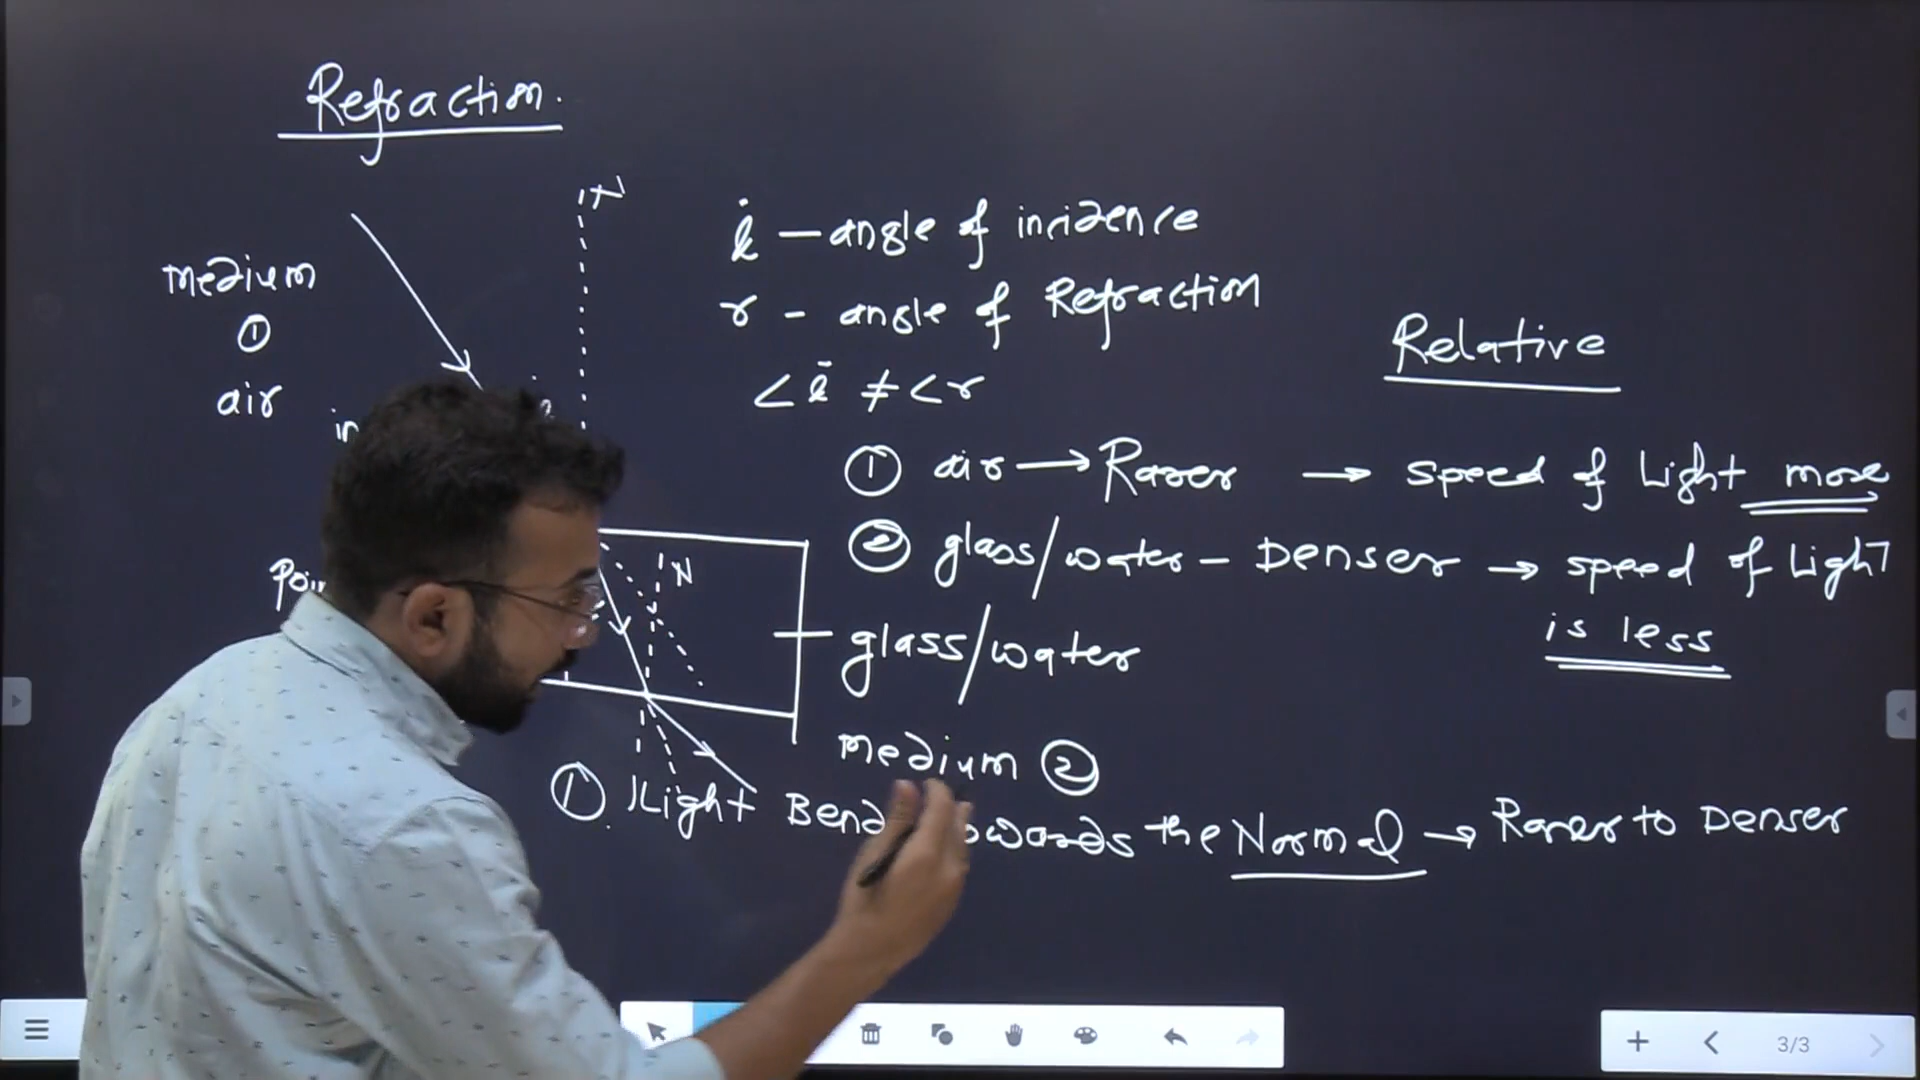 Refraction.
N
medium
①
air
i — angle of incidence
r - angle of Refraction
<i ≠ <r
Relative
① air → Rarer → speed of Light more
② glass/water - DENSER → speed of Light
is less
N
glass/water
medium ②
① Light Bend towards the Normal → Rarer to Denser
3/3